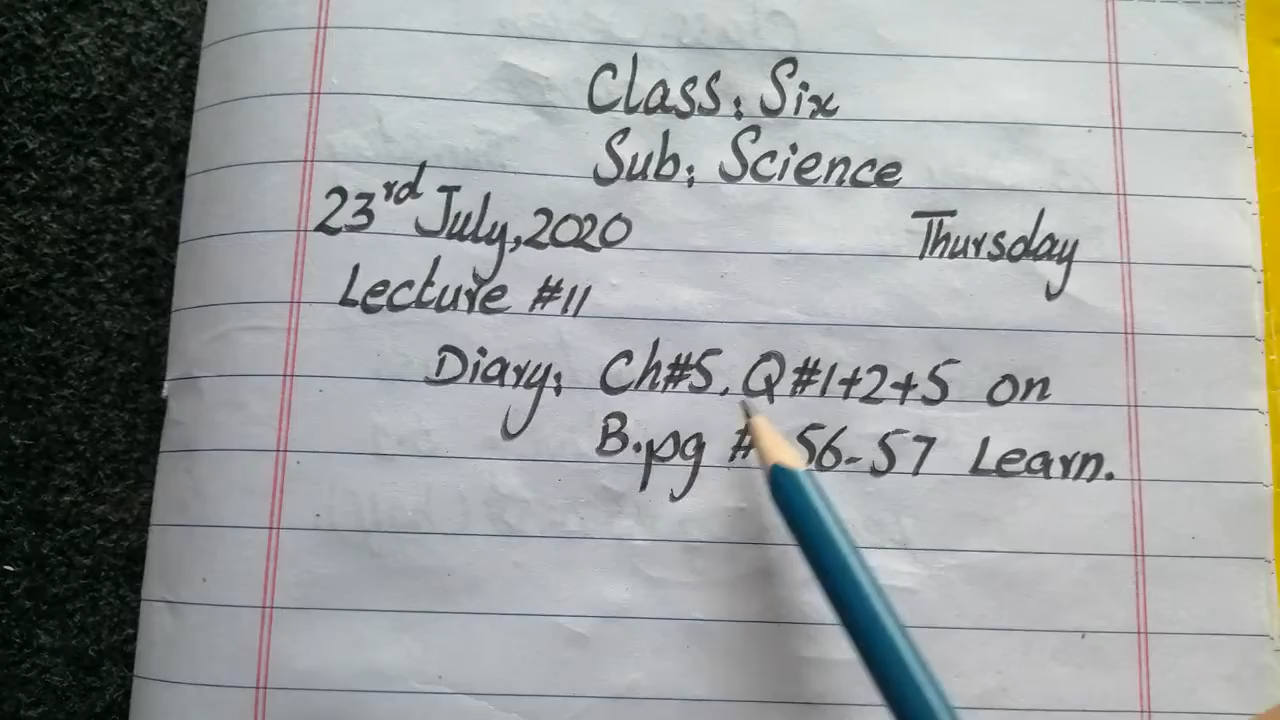 Class: Six
Sub: Science
23rd July, 2020 Thursday
Lecture #11
Diary: Ch#5. Q#1+2+5 on
B.pg # 56-57 Learn.